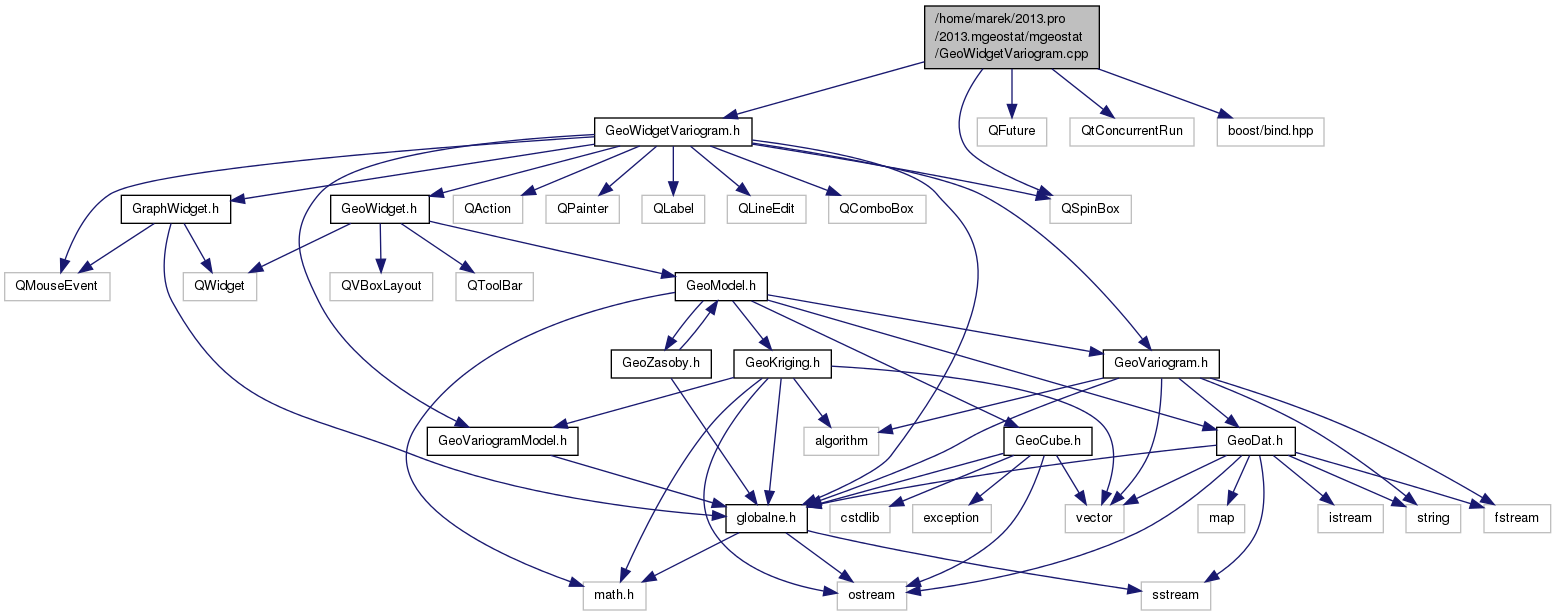 /home/marek/2013.pro
/2013.mgeostat/mgeostat
/GeoWidgetVariogram.cpp
GeoWidgetVariogram.h
QFuture
QtConcurrentRun
boost/bind.hpp
GraphWidget.h
GeoWidget.h
QAction
QPainter
QLabel
QLineEdit
QComboBox
QSpinBox
QMouseEvent
QWidget
QVBoxLayout
QToolBar
GeoModel.h
GeoZasoby.h
GeoKriging.h
GeoVariogram.h
GeoVariogramModel.h
algorithm
GeoCube.h
GeoDat.h
globalne.h
cstdlib
exception
vector
map
istream
string
fstream
math.h
ostream
sstream